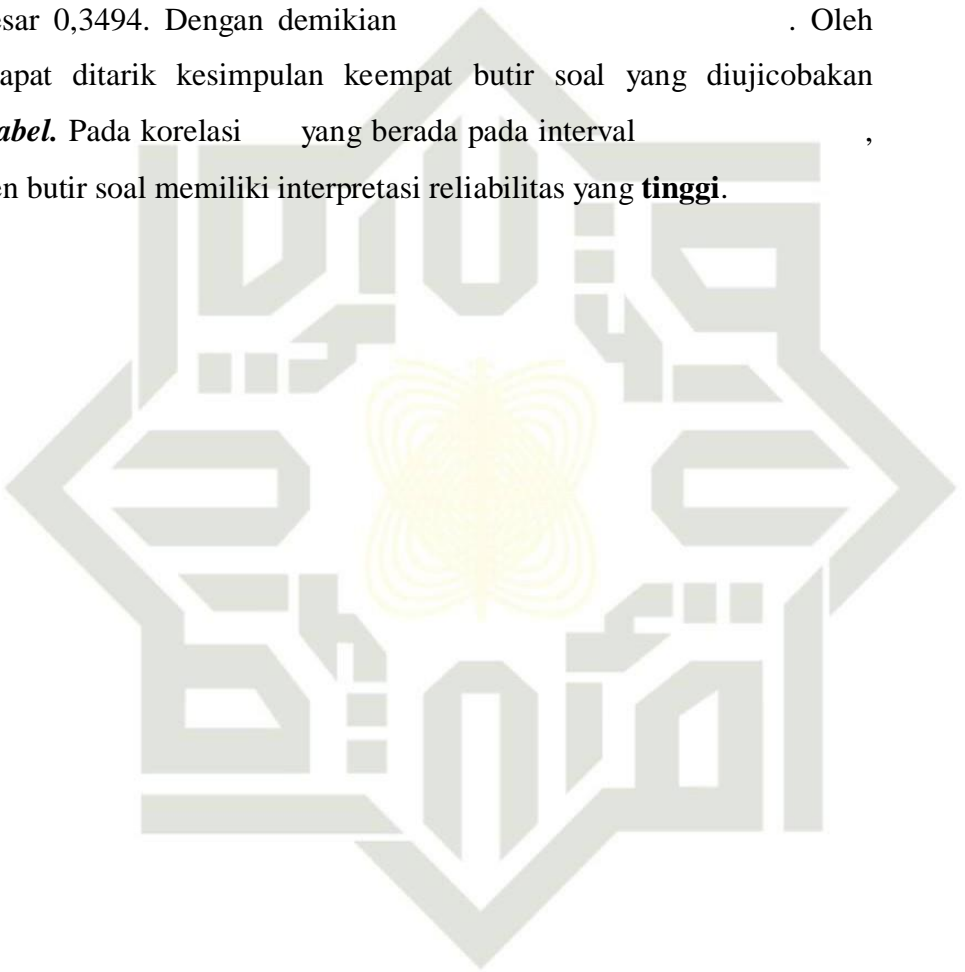 esar 0,3494. Dengan demikian . Oleh
apat ditarik kesimpulan keempat butir soal yang diujicobakan
abel. Pada korelasi yang berada pada interval ,
en butir soal memiliki interpretasi reliabilitas yang tinggi.